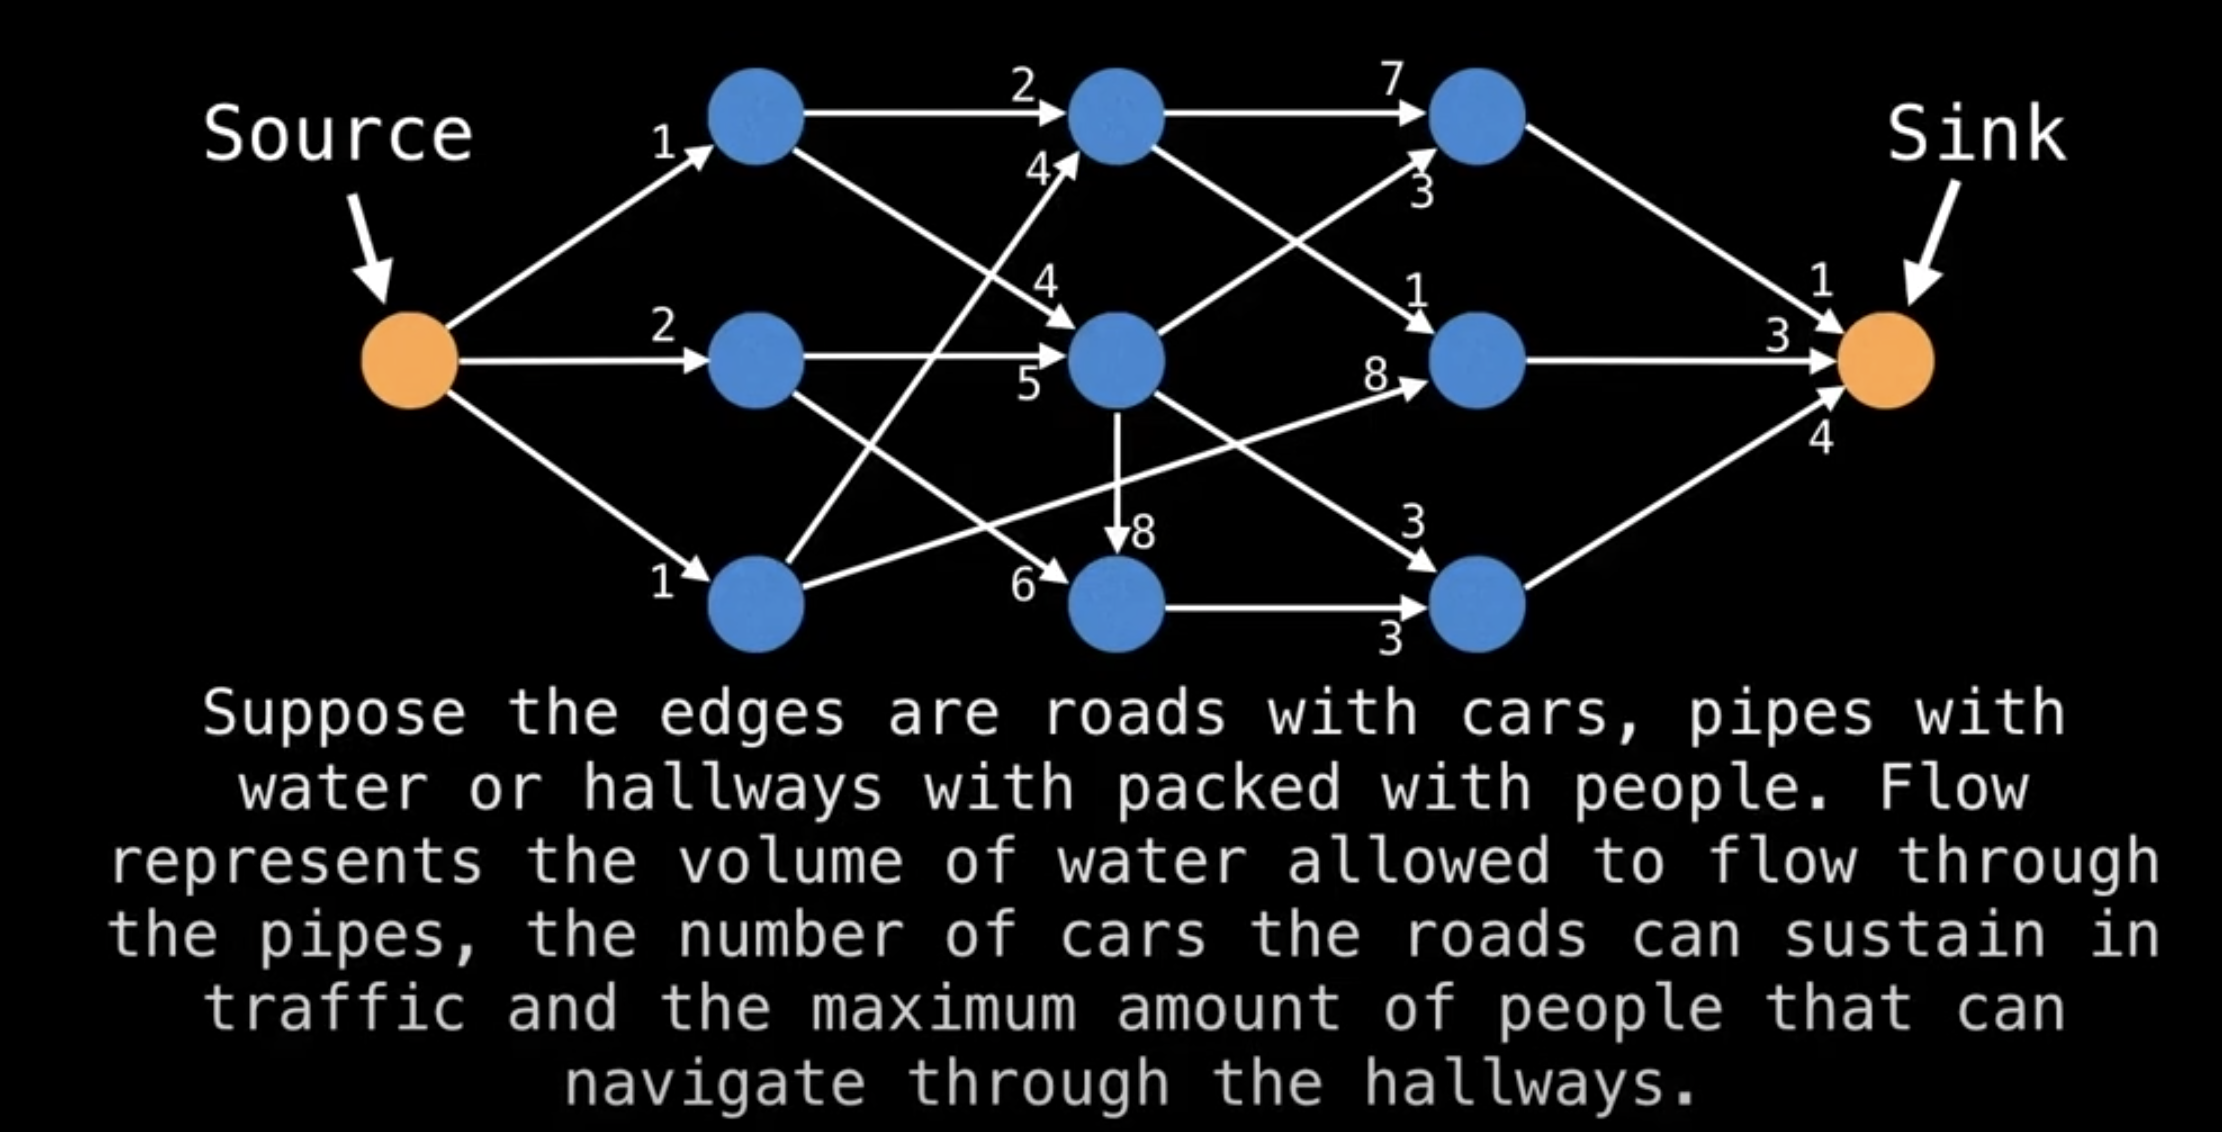 Source
Sink
1
2
7
4
3
4
1
1
2
5
8
3
1
8
3
4
6
3
Suppose the edges are roads with cars, pipes with
water or hallways with packed with people. Flow
represents the volume of water allowed to flow through
the pipes, the number of cars the roads can sustain in
traffic and the maximum amount of people that can
navigate through the hallways.